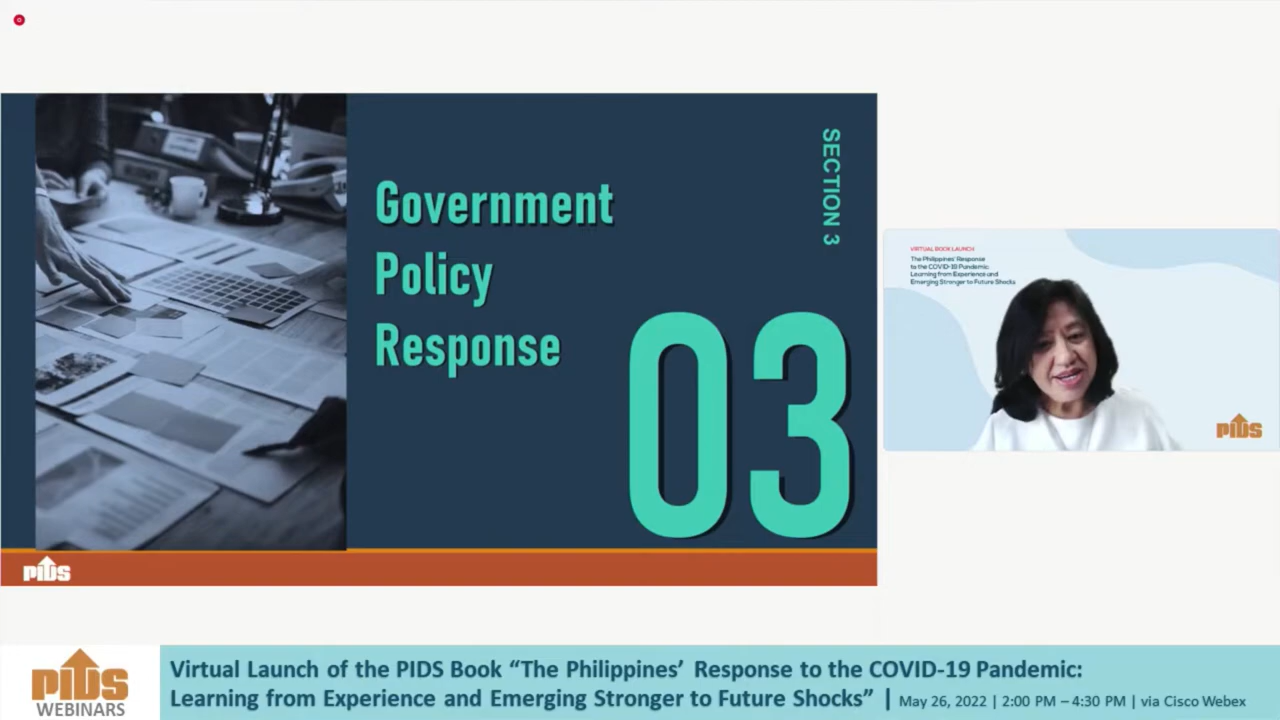 SECTION 3
Government
Policy
Response
03
PIDS
VIRTUAL BOOK LAUNCH
The Philippines' Response
to the COVID-19 Pandemic:
Learning from Experience and
Emerging Stronger to Future Shocks
PIDS
PIDS
WEBINARS
Virtual Launch of the PIDS Book “The Philippines’ Response to the COVID-19 Pandemic:
Learning from Experience and Emerging Stronger to Future Shocks” | May 26, 2022 | 2:00 PM – 4:30 PM | via Cisco Webex